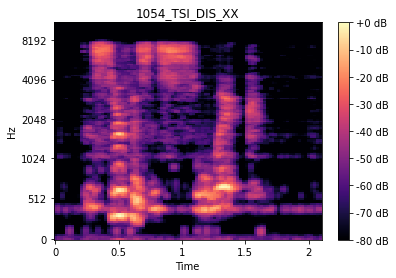 1054_TSI_DIS_XX
8192
4096
2048
1024
512
0
Hz
0
0.5
1
1.5
2
Time
+0 dB
-10 dB
-20 dB
-30 dB
-40 dB
-50 dB
-60 dB
-70 dB
-80 dB